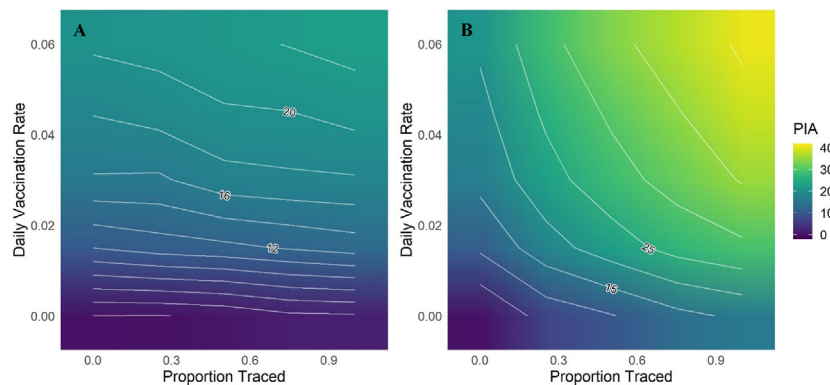 A
B
0.06
0.04
0.02
0.00
Daily Vaccination Rate
20
16
12
0.0 0.3 0.6 0.9
Proportion Traced
0.06
0.04
0.02
0.00
Daily Vaccination Rate
25
15
0.0 0.3 0.6 0.9
Proportion Traced
PIA
40
30
20
10
0